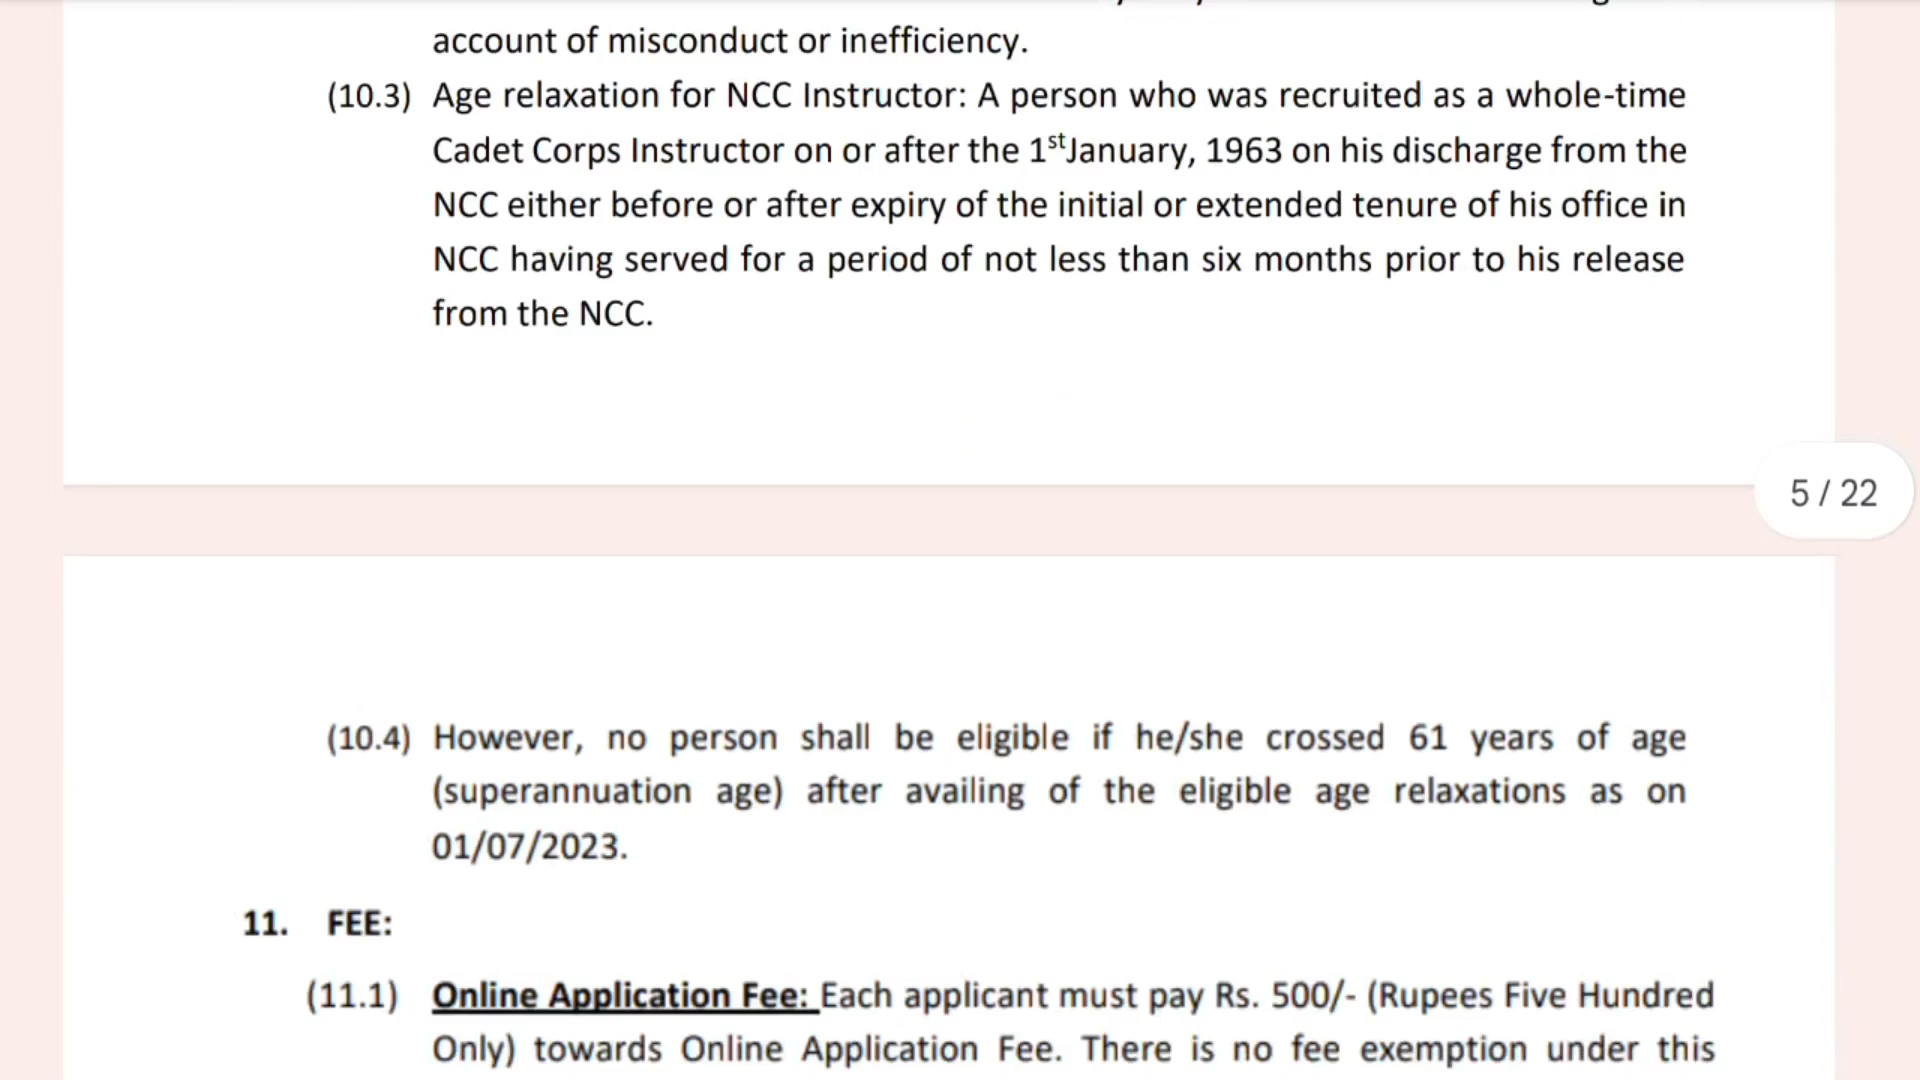 account of misconduct or inefficiency.
(10.3) Age relaxation for NCC Instructor: A person who was recruited as a whole-time
Cadet Corps Instructor on or after the 1stJanuary, 1963 on his discharge from the
NCC either before or after expiry of the initial or extended tenure of his office in
NCC having served for a period of not less than six months prior to his release
from the NCC.
5 / 22
(10.4) However, no person shall be eligible if he/she crossed 61 years of age
(superannuation age) after availing of the eligible age relaxations as on
01/07/2023.
11. FEE:
(11.1) Online Application Fee: Each applicant must pay Rs. 500/- (Rupees Five Hundred
Only) towards Online Application Fee. There is no fee exemption under this